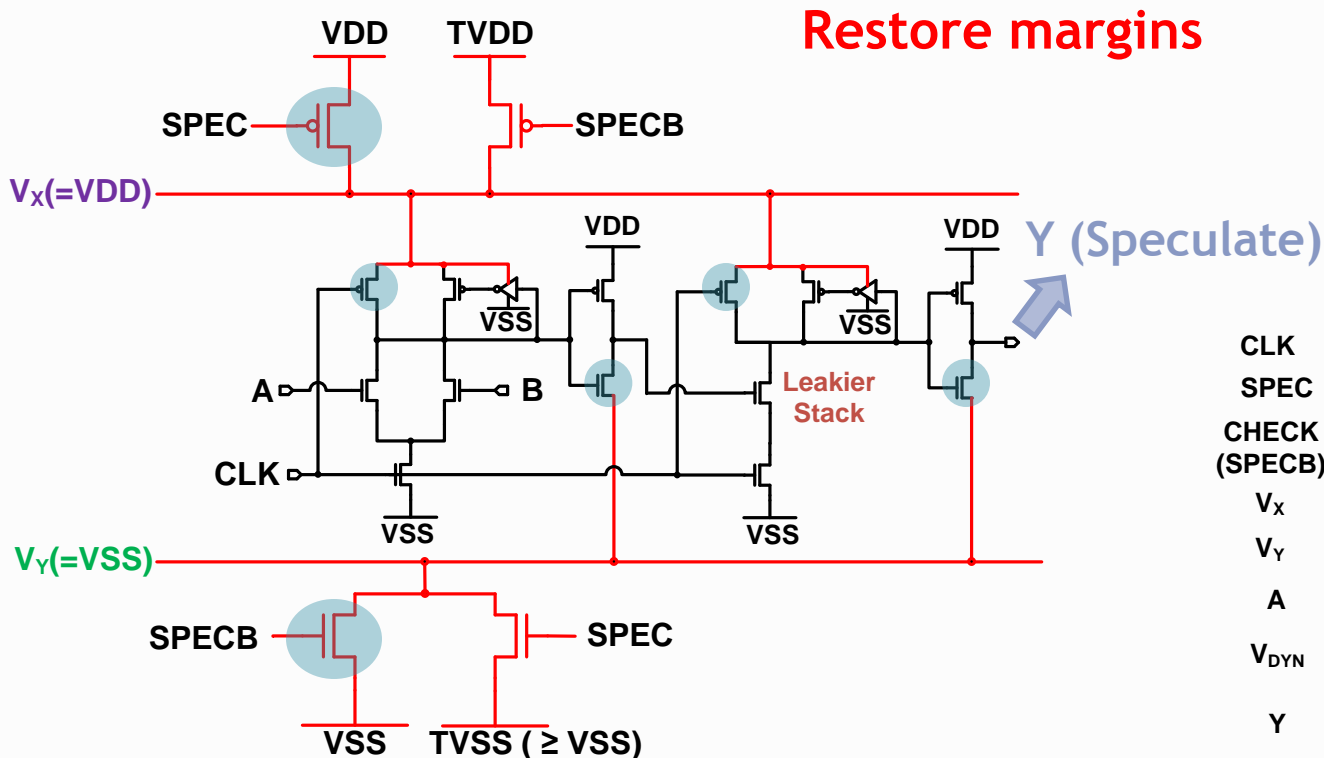 Restore margins
VDD
TVDD
SPEC
SPECB
VX(=VDD)
VDD
VDD
Y (Speculate)
VSS
VSS
A
B
Leakier
Stack
CLK
VSS
VSS
VY(=VSS)
SPECB
SPEC
VSS
TVSS ( ≥ VSS)
CLK
SPEC
CHECK
(SPECB)
VX
VY
A
VDYN
Y